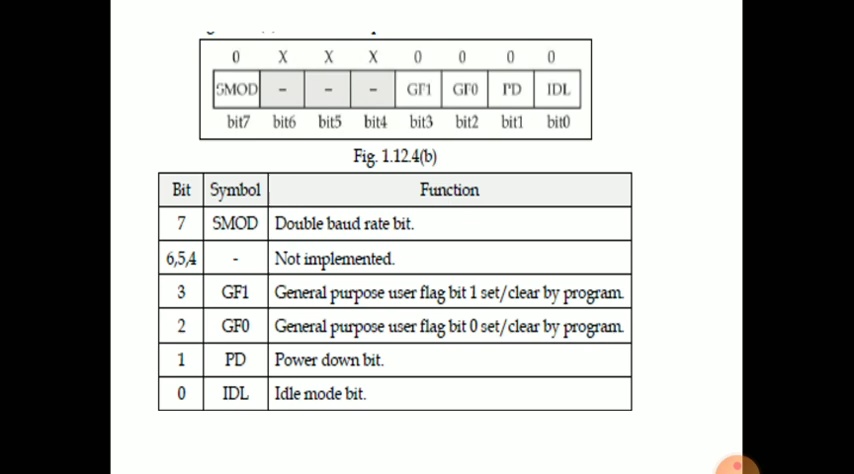 0 X X X 0 0 0 0
SMOD - - - GF1 GF0 PD IDL
bit7 bit6 bit5 bit4 bit3 bit2 bit1 bit0
Fig. 1.12.4(b)
Bit Symbol Function
7 SMOD Double baud rate bit.
6,5,4 - Not implemented.
3 GF1 General purpose user flag bit 1 set/clear by program.
2 GF0 General purpose user flag bit 0 set/clear by program.
1 PD Power down bit.
0 IDL Idle mode bit.